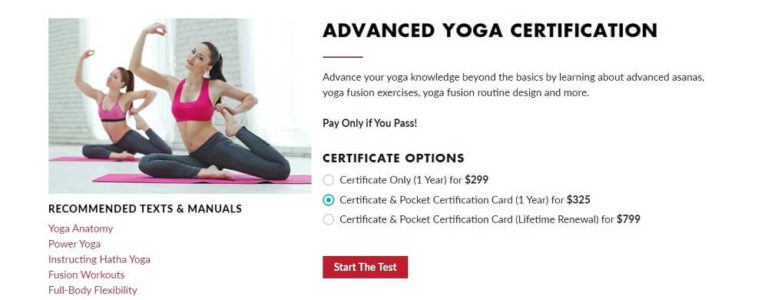 ADVANCED YOGA CERTIFICATION
Advance your yoga knowledge beyond the basics by learning about advanced asanas,
yoga fusion exercises, yoga fusion routine design and more.
Pay Only if You Pass!
CERTIFICATE OPTIONS
Certificate Only (1 Year) for $299
Certificate & Pocket Certification Card (1 Year) for $325
Certificate & Pocket Certification Card (Lifetime Renewal) for $799
Start The Test
RECOMMENDED TEXTS & MANUALS
Yoga Anatomy
Power Yoga
Instructing Hatha Yoga
Fusion Workouts
Full-Body Flexibility